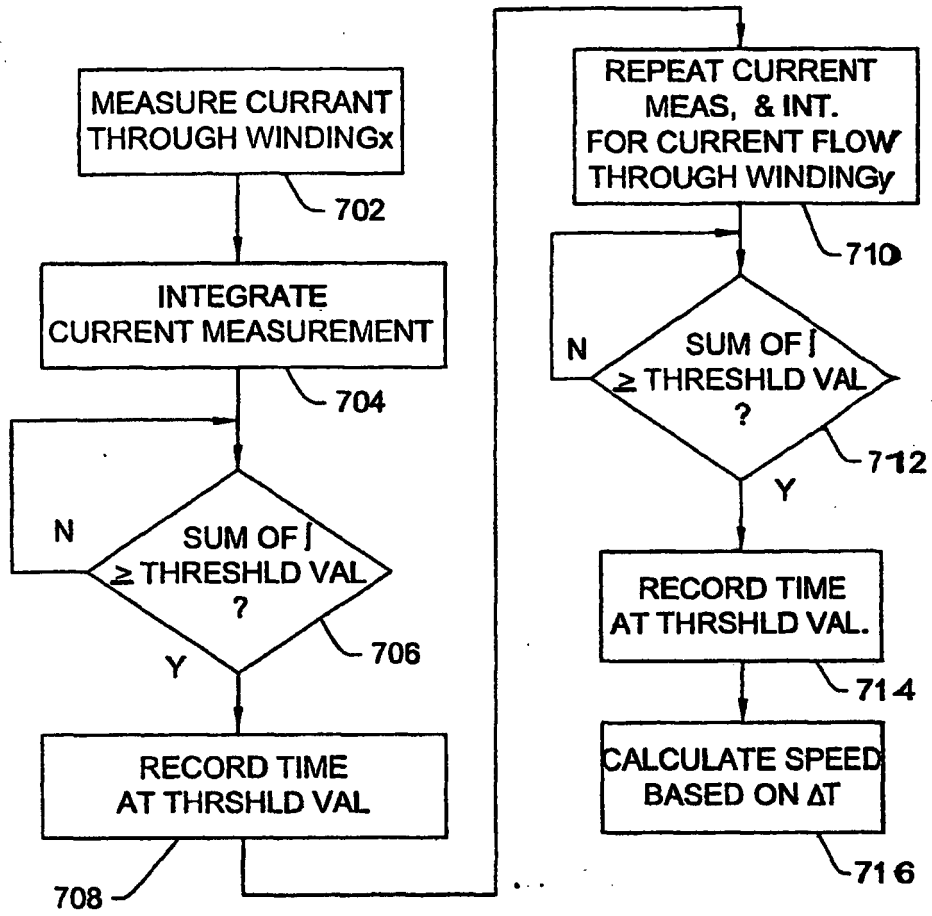 MEASURE CURRANT
THROUGH WINDINGx
702
INTEGRATE
CURRENT MEASUREMENT
704
N
SUM OF ∫
≥ THRESHLD VAL
?
706
Y
RECORD TIME
AT THRSHLD VAL
708
REPEAT CURRENT
MEAS, & INT.
FOR CURRENT FLOW
THROUGH WINDINGy
710
N
SUM OF ∫
≥ THRESHLD VAL
?
712
Y
RECORD TIME
AT THRSHLD VAL.
714
CALCULATE SPEED
BASED ON ΔT
716